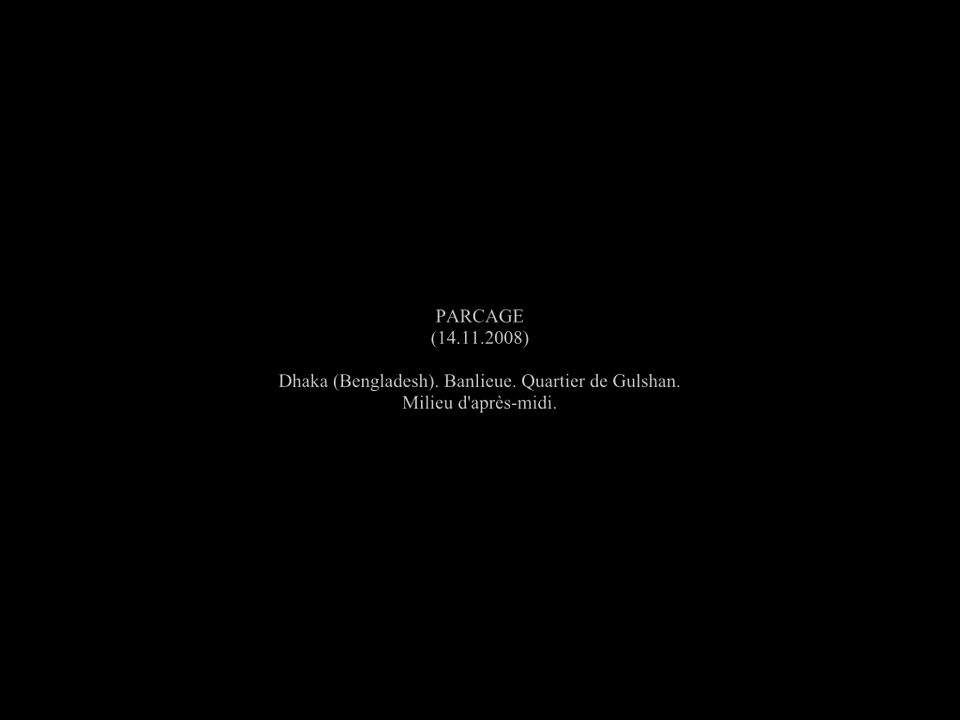 PARCAGE
(14.11.2008)
Dhaka (Bengladesh). Banlieue. Quartier de Gulshan.
Milieu d'après-midi.